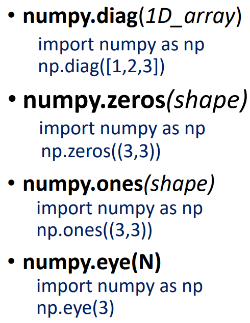 • numpy.diag(1D_array)
import numpy as np
np.diag([1,2,3])
• numpy.zeros(shape)
import numpy as np
np.zeros((3,3))
• numpy.ones(shape)
import numpy as np
np.ones((3,3))
• numpy.eye(N)
import numpy as np
np.eye(3)